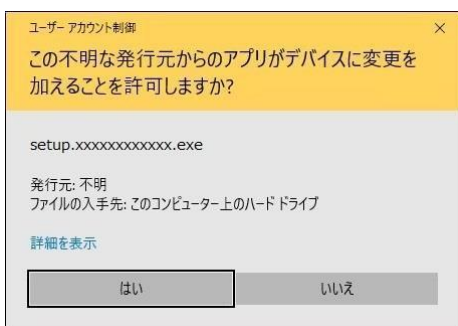 ユーザー アカウント制御
この不明な発行元からのアプリがデバイスに変更を
加えることを許可しますか?
setup.xxxxxxxxxxxx.exe
発行元: 不明
ファイルの入手先: このコンピューター上のハード ドライブ
詳細を表示
はい
いいえ